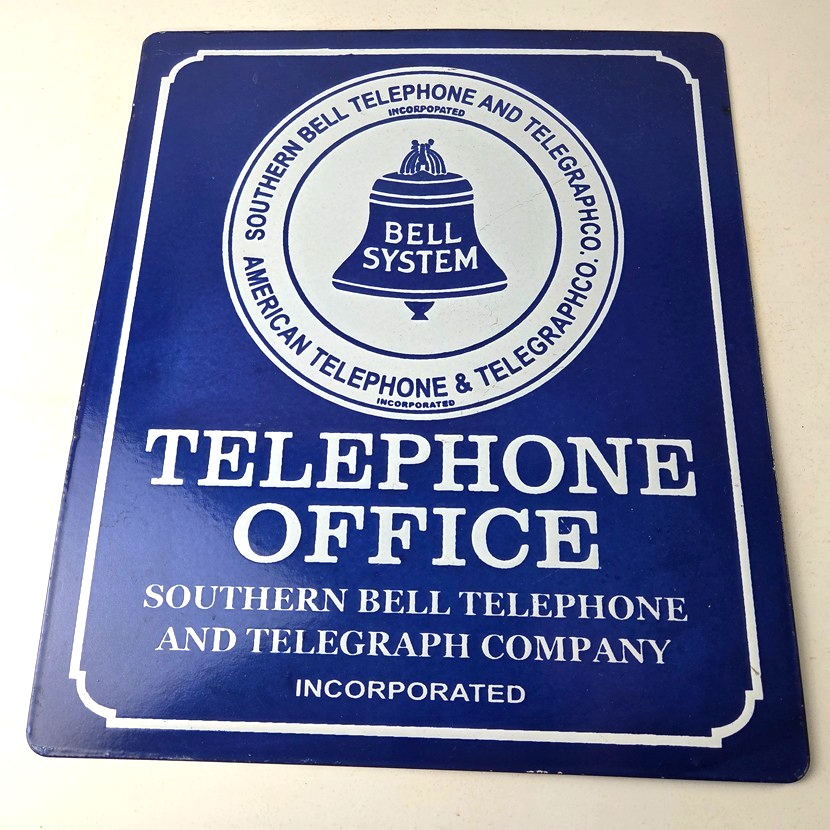 SOUTHERN BELL TELEPHONE AND TELEGRAPHCO.
INCORPOPATED
BELL
SYSTEM
AMERICAN TELEPHONE & TELEGRAPHCO.
INCORPORATED
TELEPHONE
OFFICE
SOUTHERN BELL TELEPHONE
AND TELEGRAPH COMPANY
INCORPORATED